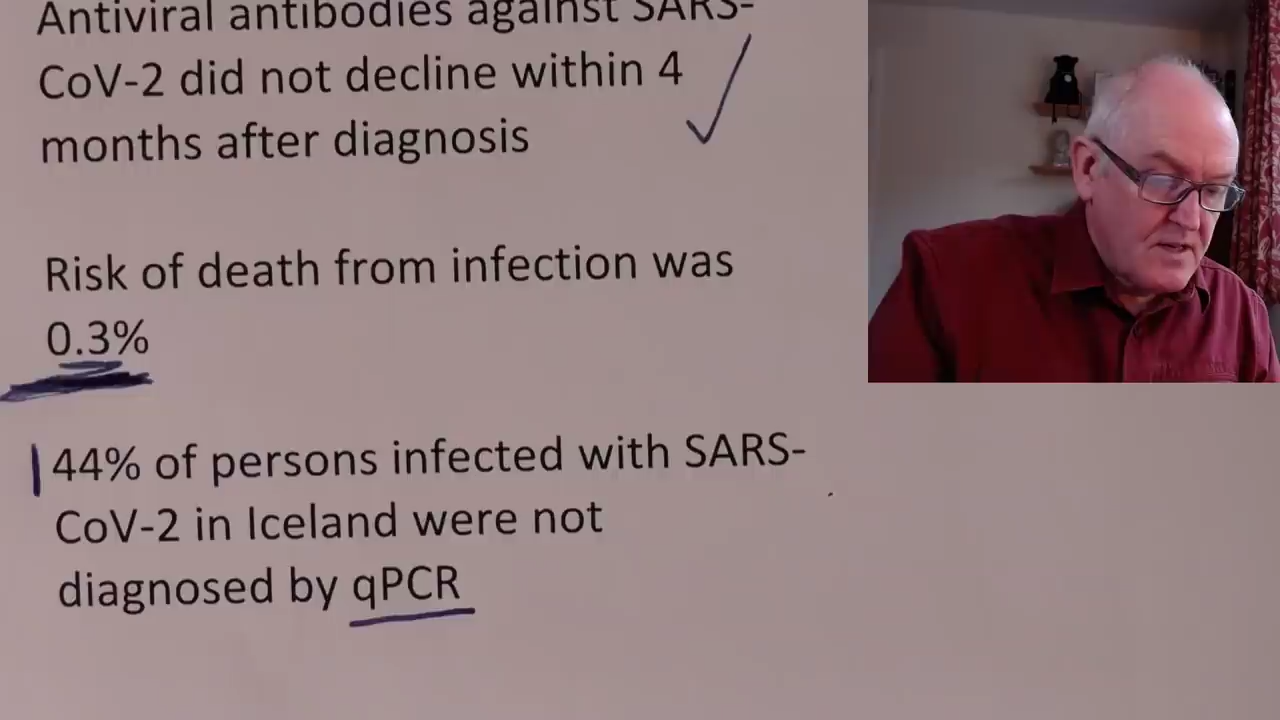 Antiviral antibodies against SARS-
CoV-2 did not decline within 4
months after diagnosis
Risk of death from infection was
0.3%
44% of persons infected with SARS-
CoV-2 in Iceland were not
diagnosed by qPCR